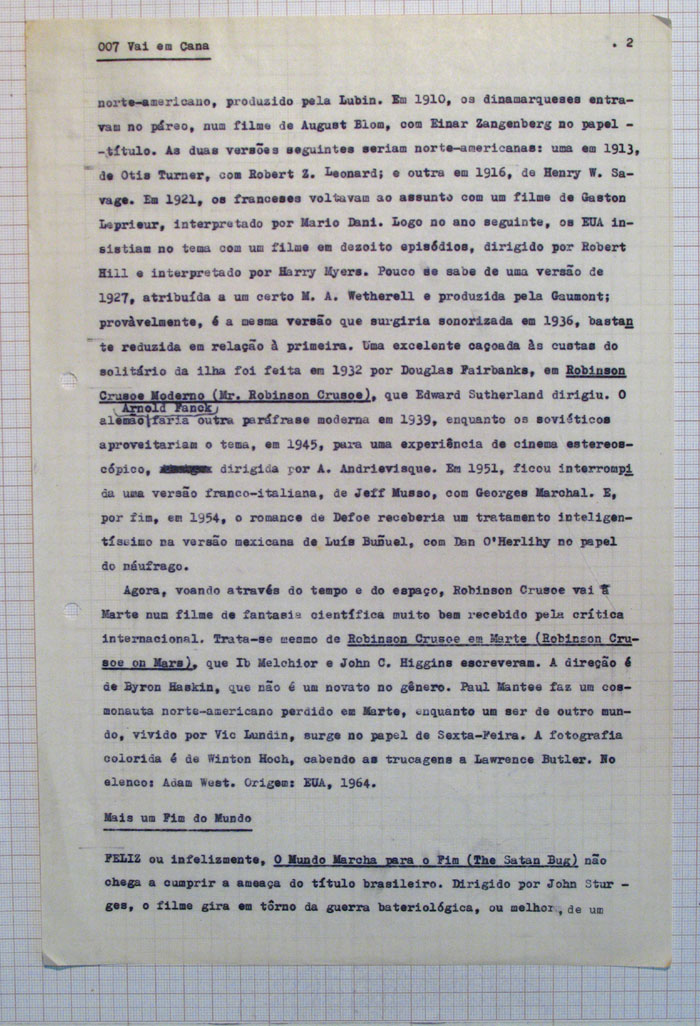 007 Vai em Cana . 2
norte-americano, produzido pela Lubin. Em 1910, os dinamarqueses entra-
vam no páreo, num filme de August Blom, com Einar Zangenberg no papel -
-título. As duas versões seguintes seriam norte-americanas: uma em 1913,
de Otis Turner, com Robert Z. Leonard; e outra em 1916, de Henry W. Sa-
vage. Em 1921, os franceses voltavam ao assunto com um filme de Gaston
Leprieur, interpretado por Mario Dani. Logo no ano seguinte, os EUA in-
sistiam no tema com um filme em dezoito episódios, dirigido por Robert
Hill e interpretado por Harry Myers. Pouco se sabe de uma versão de
1927, atribuída a um certo M. A. Wetherell e produzida pela Gaumont;
provàvelmente, é a mesma versão que surgiria sonorizada em 1936, bastan
te reduzida em relação à primeira. Uma excelente caçoada às custas do
solitário da ilha foi feita em 1932 por Douglas Fairbanks, em Robinson
Crusoe Moderno (Mr. Robinson Crusoe), que Edward Sutherland dirigiu. O
Arnold Fanck
alemão faria outra paráfrase moderna em 1939, enquanto os soviéticos
aproveitariam o tema, em 1945, para uma experiência de cinema estereos-
cópico, dirigida por A. Andrievisque. Em 1951, ficou interrompi
da uma versão franco-italiana, de Jeff Musso, com Georges Marchal. E,
por fim, em 1954, o romance de Defoe receberia um tratamento inteligen-
tíssimo na versão mexicana de Luís Buñuel, com Dan O'Herlihy no papel
do náufrago.
Agora, voando através do tempo e do espaço, Robinson Crusoe vai a
Marte num filme de fantasia científica muito bem recebido pela crítica
internacional. Trata-se mesmo de Robinson Crusoe em Marte (Robinson Cru-
soe on Mars), que Ib Melchior e John C. Higgins escreveram. A direção é
de Byron Haskin, que não é um novato no gênero. Paul Mantee faz um cos-
monauta norte-americano perdido em Marte, enquanto um ser de outro mun-
do, vivido por Vic Lundin, surge no papel de Sexta-Feira. A fotografia
colorida é de Winton Hoch, cabendo as trucagens a Lawrence Butler. No
elenco: Adam West. Origem: EUA, 1964.
Mais um Fim do Mundo
FELIZ ou infelizmente, O Mundo Marcha para o Fim (The Satan Bug) não
chega a cumprir a ameaça do título brasileiro. Dirigido por John Stur -
ges, o filme gira em tôrno da guerra bateriológica, ou melhor, de um